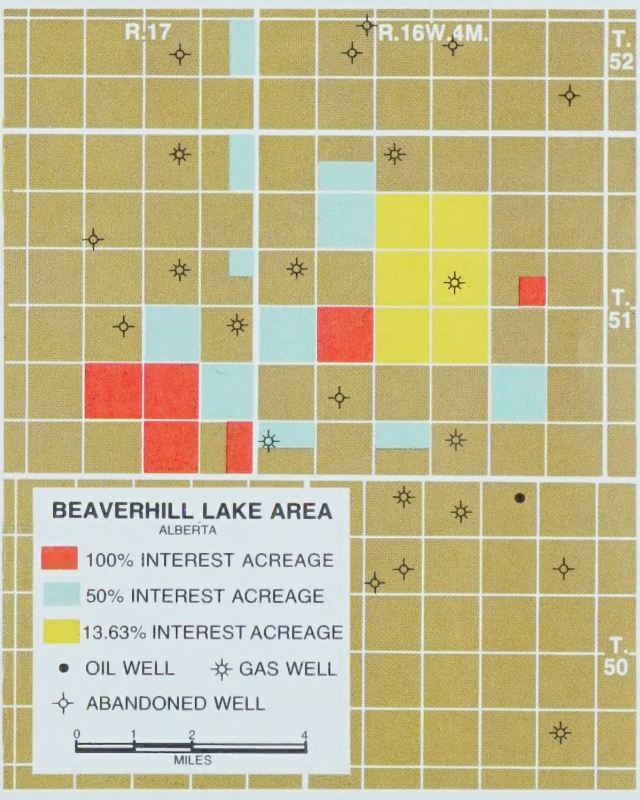 R.17
R.16W.4M.
T.
52
T.
51
BEAVERHILL LAKE AREA
ALBERTA
100% INTEREST ACREAGE
50% INTEREST ACREAGE
13.63% INTEREST ACREAGE
OIL WELL
GAS WELL
ABANDONED WELL
0 1 2 4
MILES
T.
50